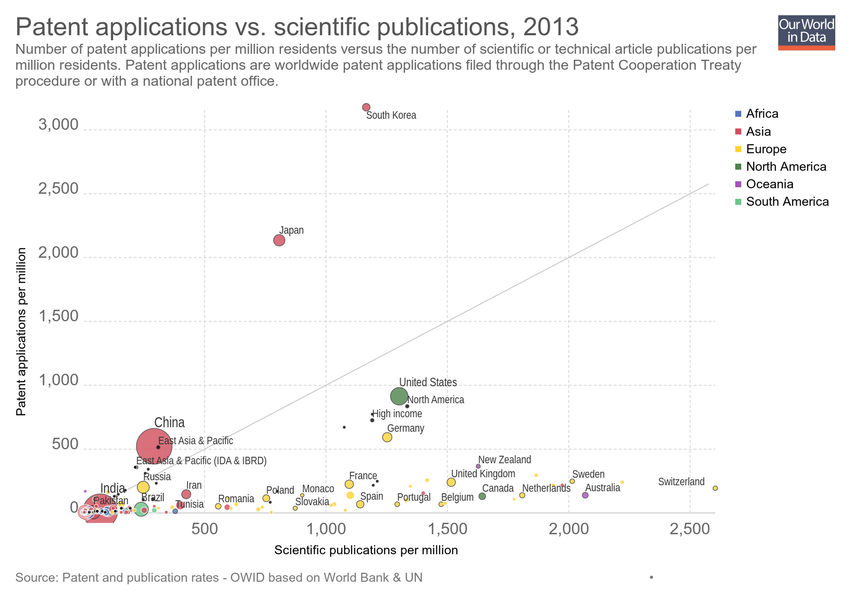 Patent applications vs. scientific publications, 2013
Our World
in Data
Number of patent applications per million residents versus the number of scientific or technical article publications per
million residents. Patent applications are worldwide patent applications filed through the Patent Cooperation Treaty
procedure or with a national patent office.
Africa
Asia
Europe
North America
Oceania
South America
Patent applications per million
3,000
2,500
2,000
1,500
1,000
500
0
South Korea
Japan
United States
North America
High income
Germany
China
East Asia & Pacific
East Asia & Pacific (IDA & IBRD)
New Zealand
Russia
France
United Kingdom
Sweden
Switzerland
India
Iran
Poland
Monaco
Canada
Netherlands
Australia
Pakistan
Brazil
Tunisia
Romania
Slovakia
Spain
Portugal
Belgium
500
1,000
1,500
2,000
2,500
Scientific publications per million
Source: Patent and publication rates - OWID based on World Bank & UN